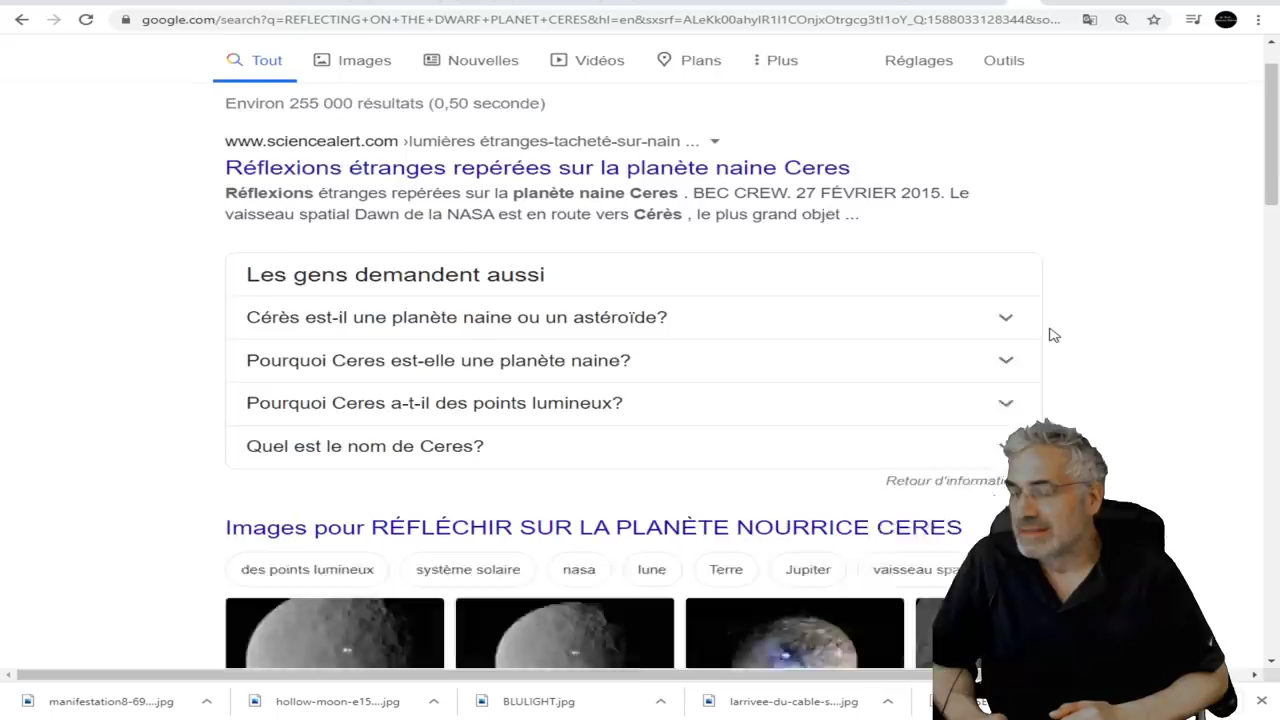 google.com/search?q=REFLECTING+ON+THE+DWARF+PLANET+CERES&hl=en&sxsrf=ALeKk00ahyIR1I1COnjxOtrgcg3tI1oY_Q:1588033128344&so...
Tout Images Nouvelles Vidéos Plans Plus Réglages Outils
Environ 255 000 résultats (0,50 seconde)
www.sciencealert.com ›lumières étranges-tacheté-sur-nain ...
Réflexions étranges repérées sur la planète naine Ceres
Réflexions étranges repérées sur la planète naine Ceres . BEC CREW. 27 FÉVRIER 2015. Le
vaisseau spatial Dawn de la NASA est en route vers Cérès , le plus grand objet ...
Les gens demandent aussi
Cérès est-il une planète naine ou un astéroïde?
Pourquoi Ceres est-elle une planète naine?
Pourquoi Ceres a-t-il des points lumineux?
Quel est le nom de Ceres?
Retour d'informati
Images pour RÉFLÉCHIR SUR LA PLANÈTE NOURRICE CERES
des points lumineux système solaire nasa lune Terre Jupiter vaisseau spa
manifestation8-69....jpg hollow-moon-e15....jpg BLULIGHT.jpg larrivee-du-cable-s....jpg